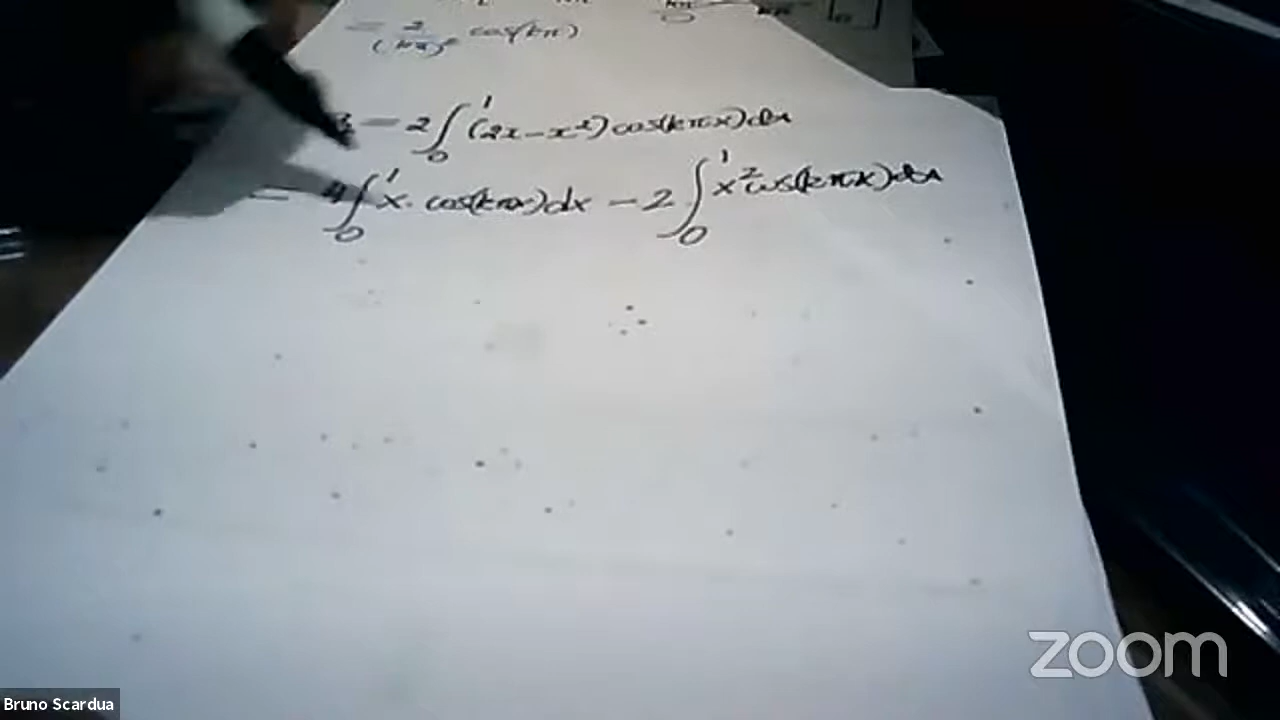 = 2/(kπ)² cos(kπ)
= 2 ∫₀¹ (2x − x²) cos(kπx) dx
= 4 ∫₀¹ x · cos(kπx) dx − 2 ∫₀¹ x² cos(kπx) dx
zoom
Bruno Scardua